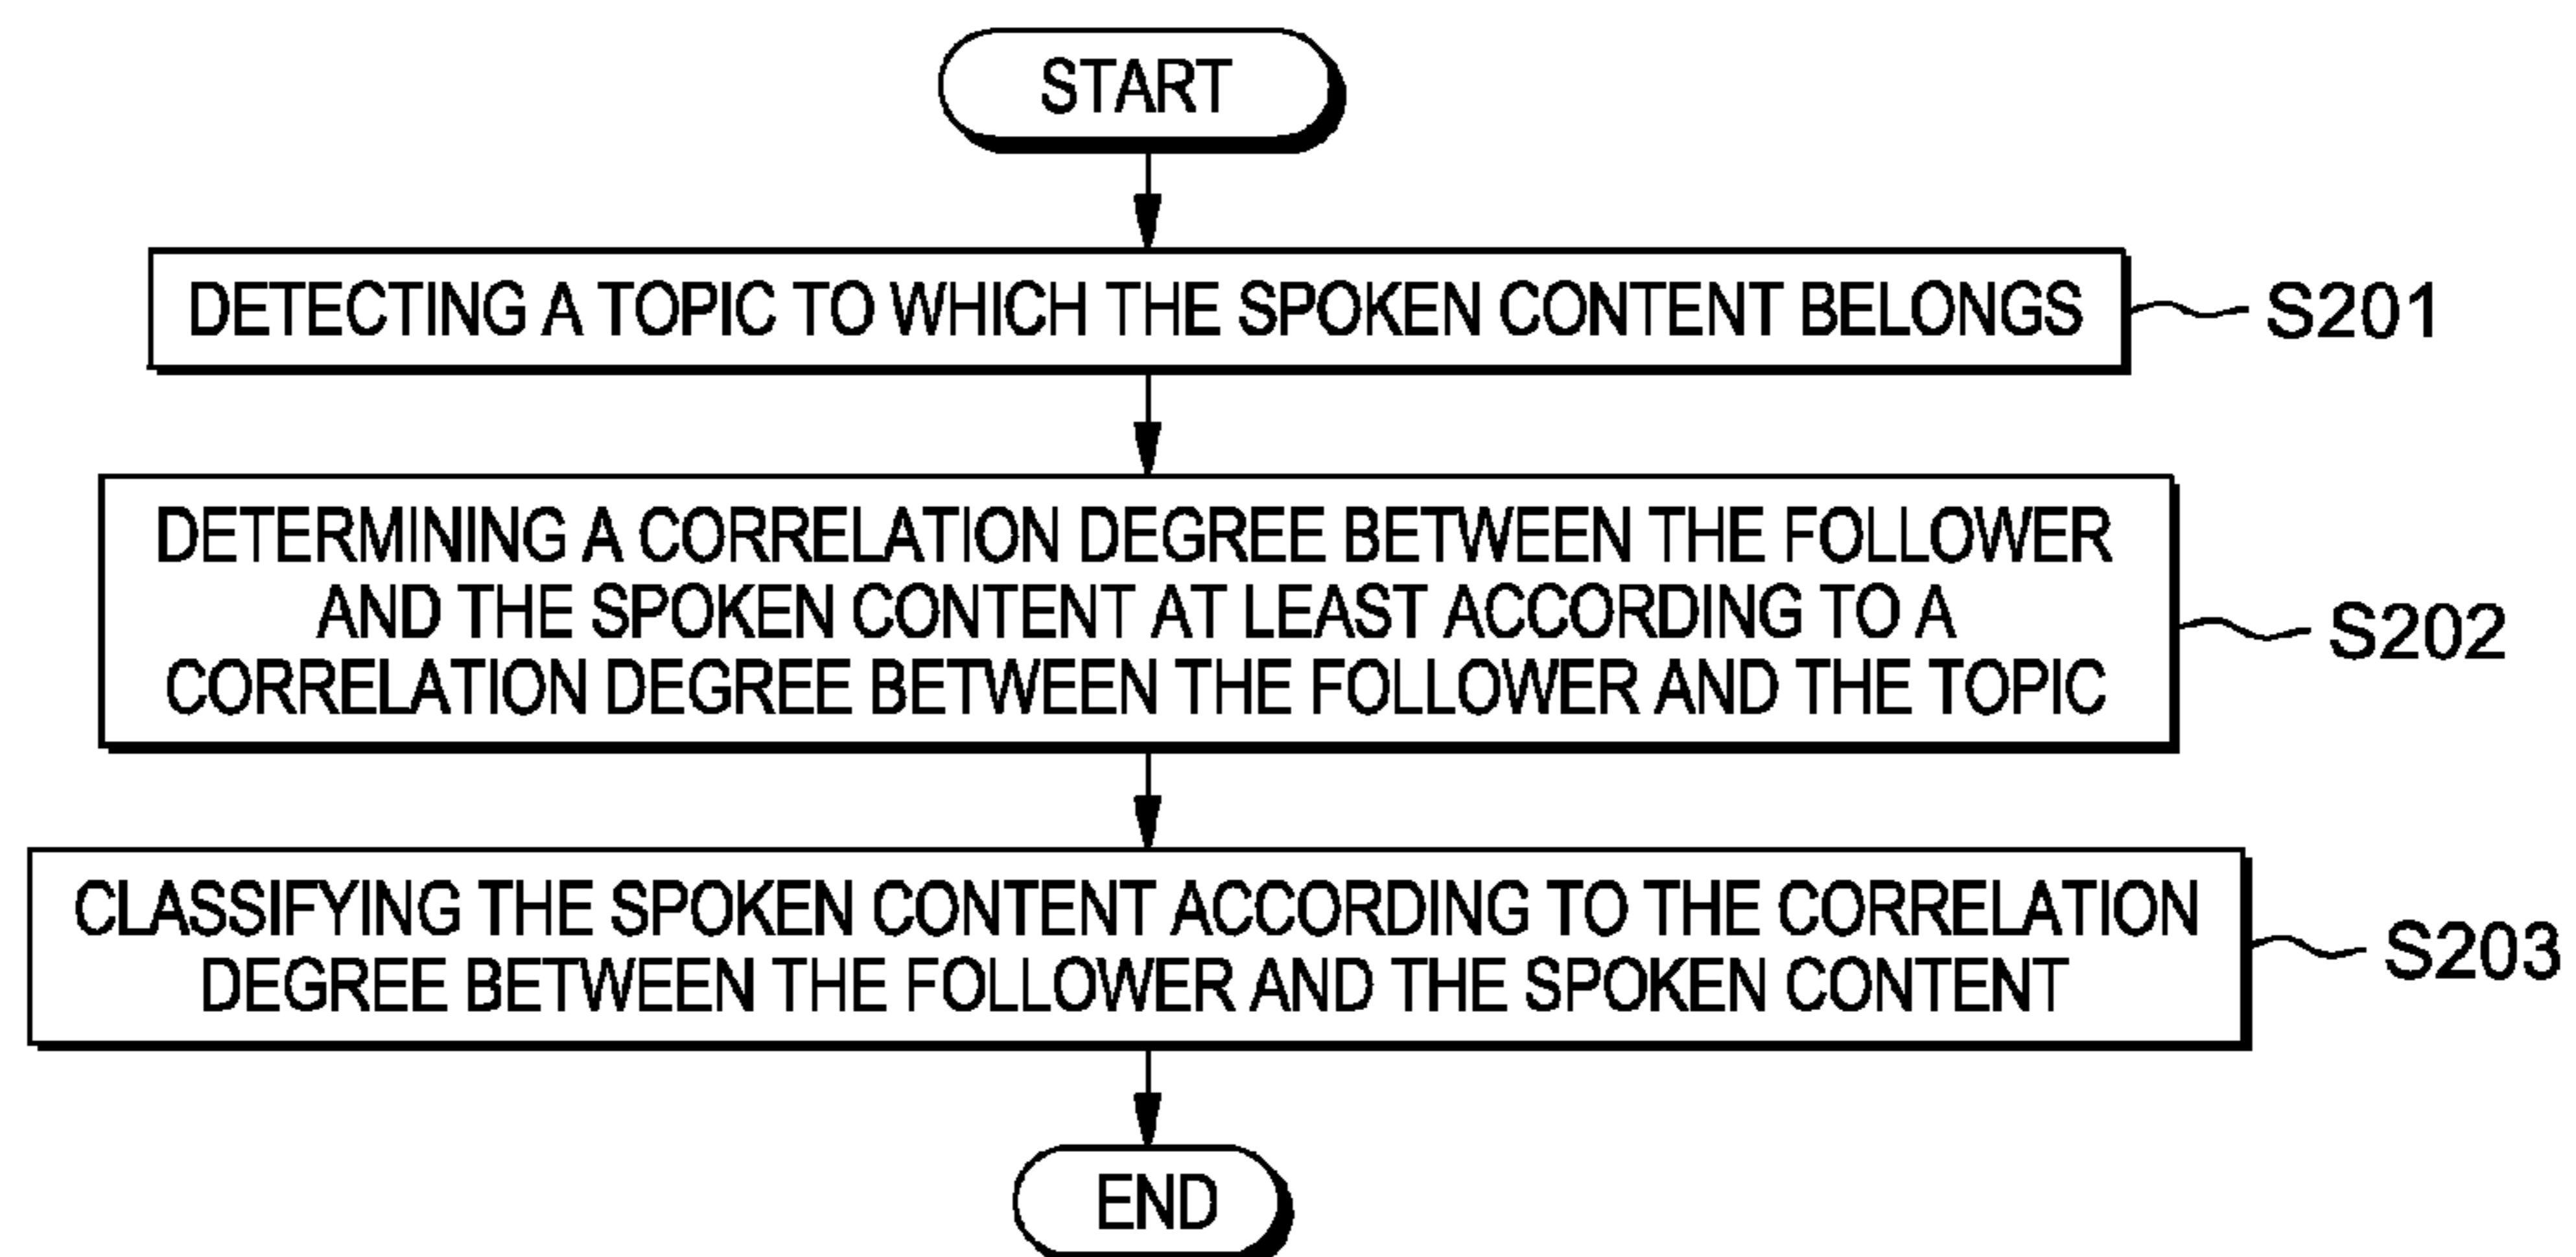 START
DETECTING A TOPIC TO WHICH THE SPOKEN CONTENT BELONGS
S201
DETERMINING A CORRELATION DEGREE BETWEEN THE FOLLOWER
AND THE SPOKEN CONTENT AT LEAST ACCORDING TO A
CORRELATION DEGREE BETWEEN THE FOLLOWER AND THE TOPIC
S202
CLASSIFYING THE SPOKEN CONTENT ACCORDING TO THE CORRELATION
DEGREE BETWEEN THE FOLLOWER AND THE SPOKEN CONTENT
S203
END